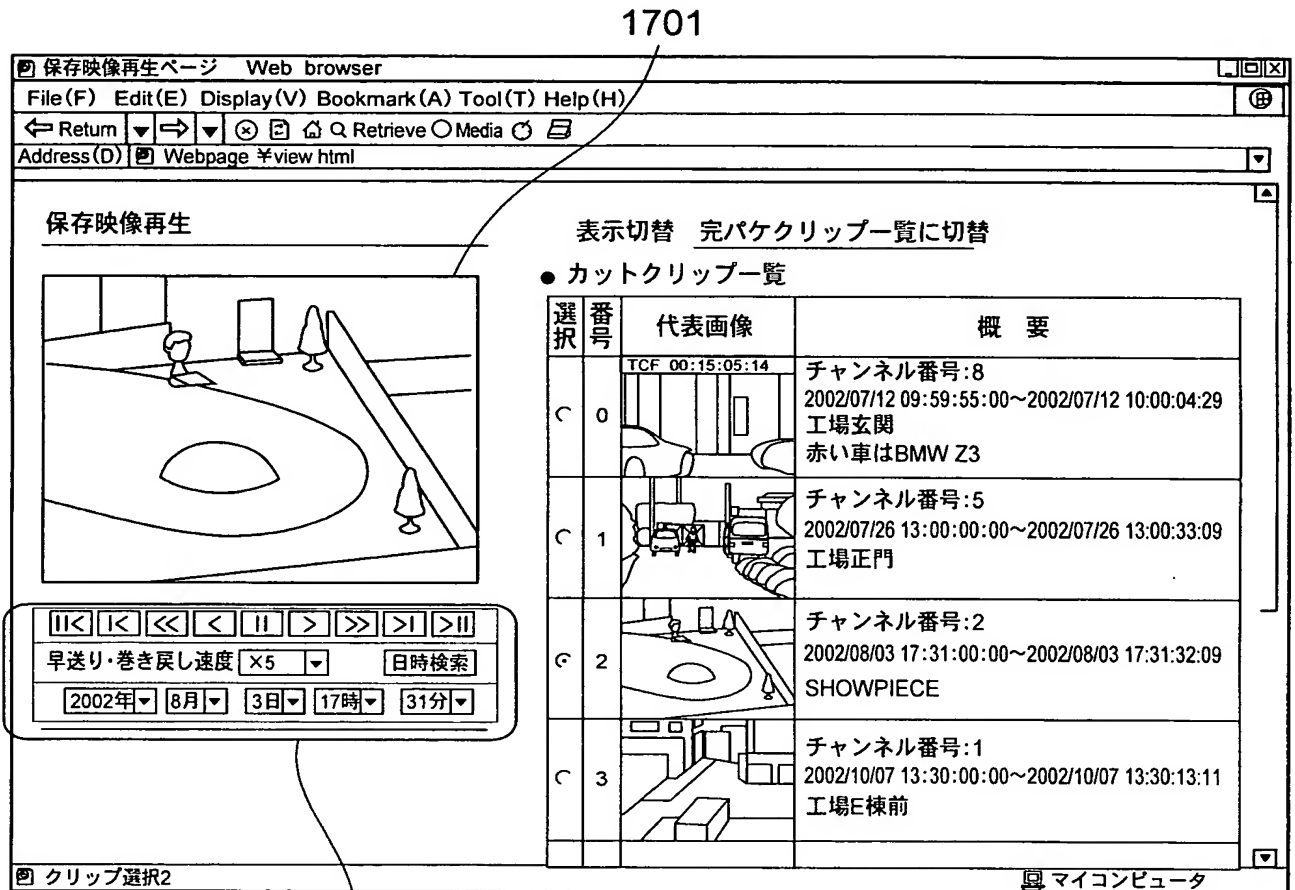 1701
保存映像再生ページ Web browser
File(F) Edit(E) Display(V) Bookmark(A) Tool(T) Help(H)
Return Retrieve Media
Address(D) Webpage ¥view html
保存映像再生
表示切替 完パケクリップ一覧に切替
● カットクリップ一覧
選択 番号 代表画像 概 要
TCF 00:15:05:14
0
チャンネル番号:8
2002/07/12 09:59:55:00~2002/07/12 10:00:04:29
工場玄関
赤い車はBMW Z3
1
チャンネル番号:5
2002/07/26 13:00:00:00~2002/07/26 13:00:33:09
工場正門
2
チャンネル番号:2
2002/08/03 17:31:00:00~2002/08/03 17:31:32:09
SHOWPIECE
3
チャンネル番号:1
2002/10/07 13:30:00:00~2002/10/07 13:30:13:11
工場E棟前
II< I< << < II > >> >I >II
早送り・巻き戻し速度 ×5 日時検索
2002年 8月 3日 17時 31分
クリップ選択2
マイコンピュータ